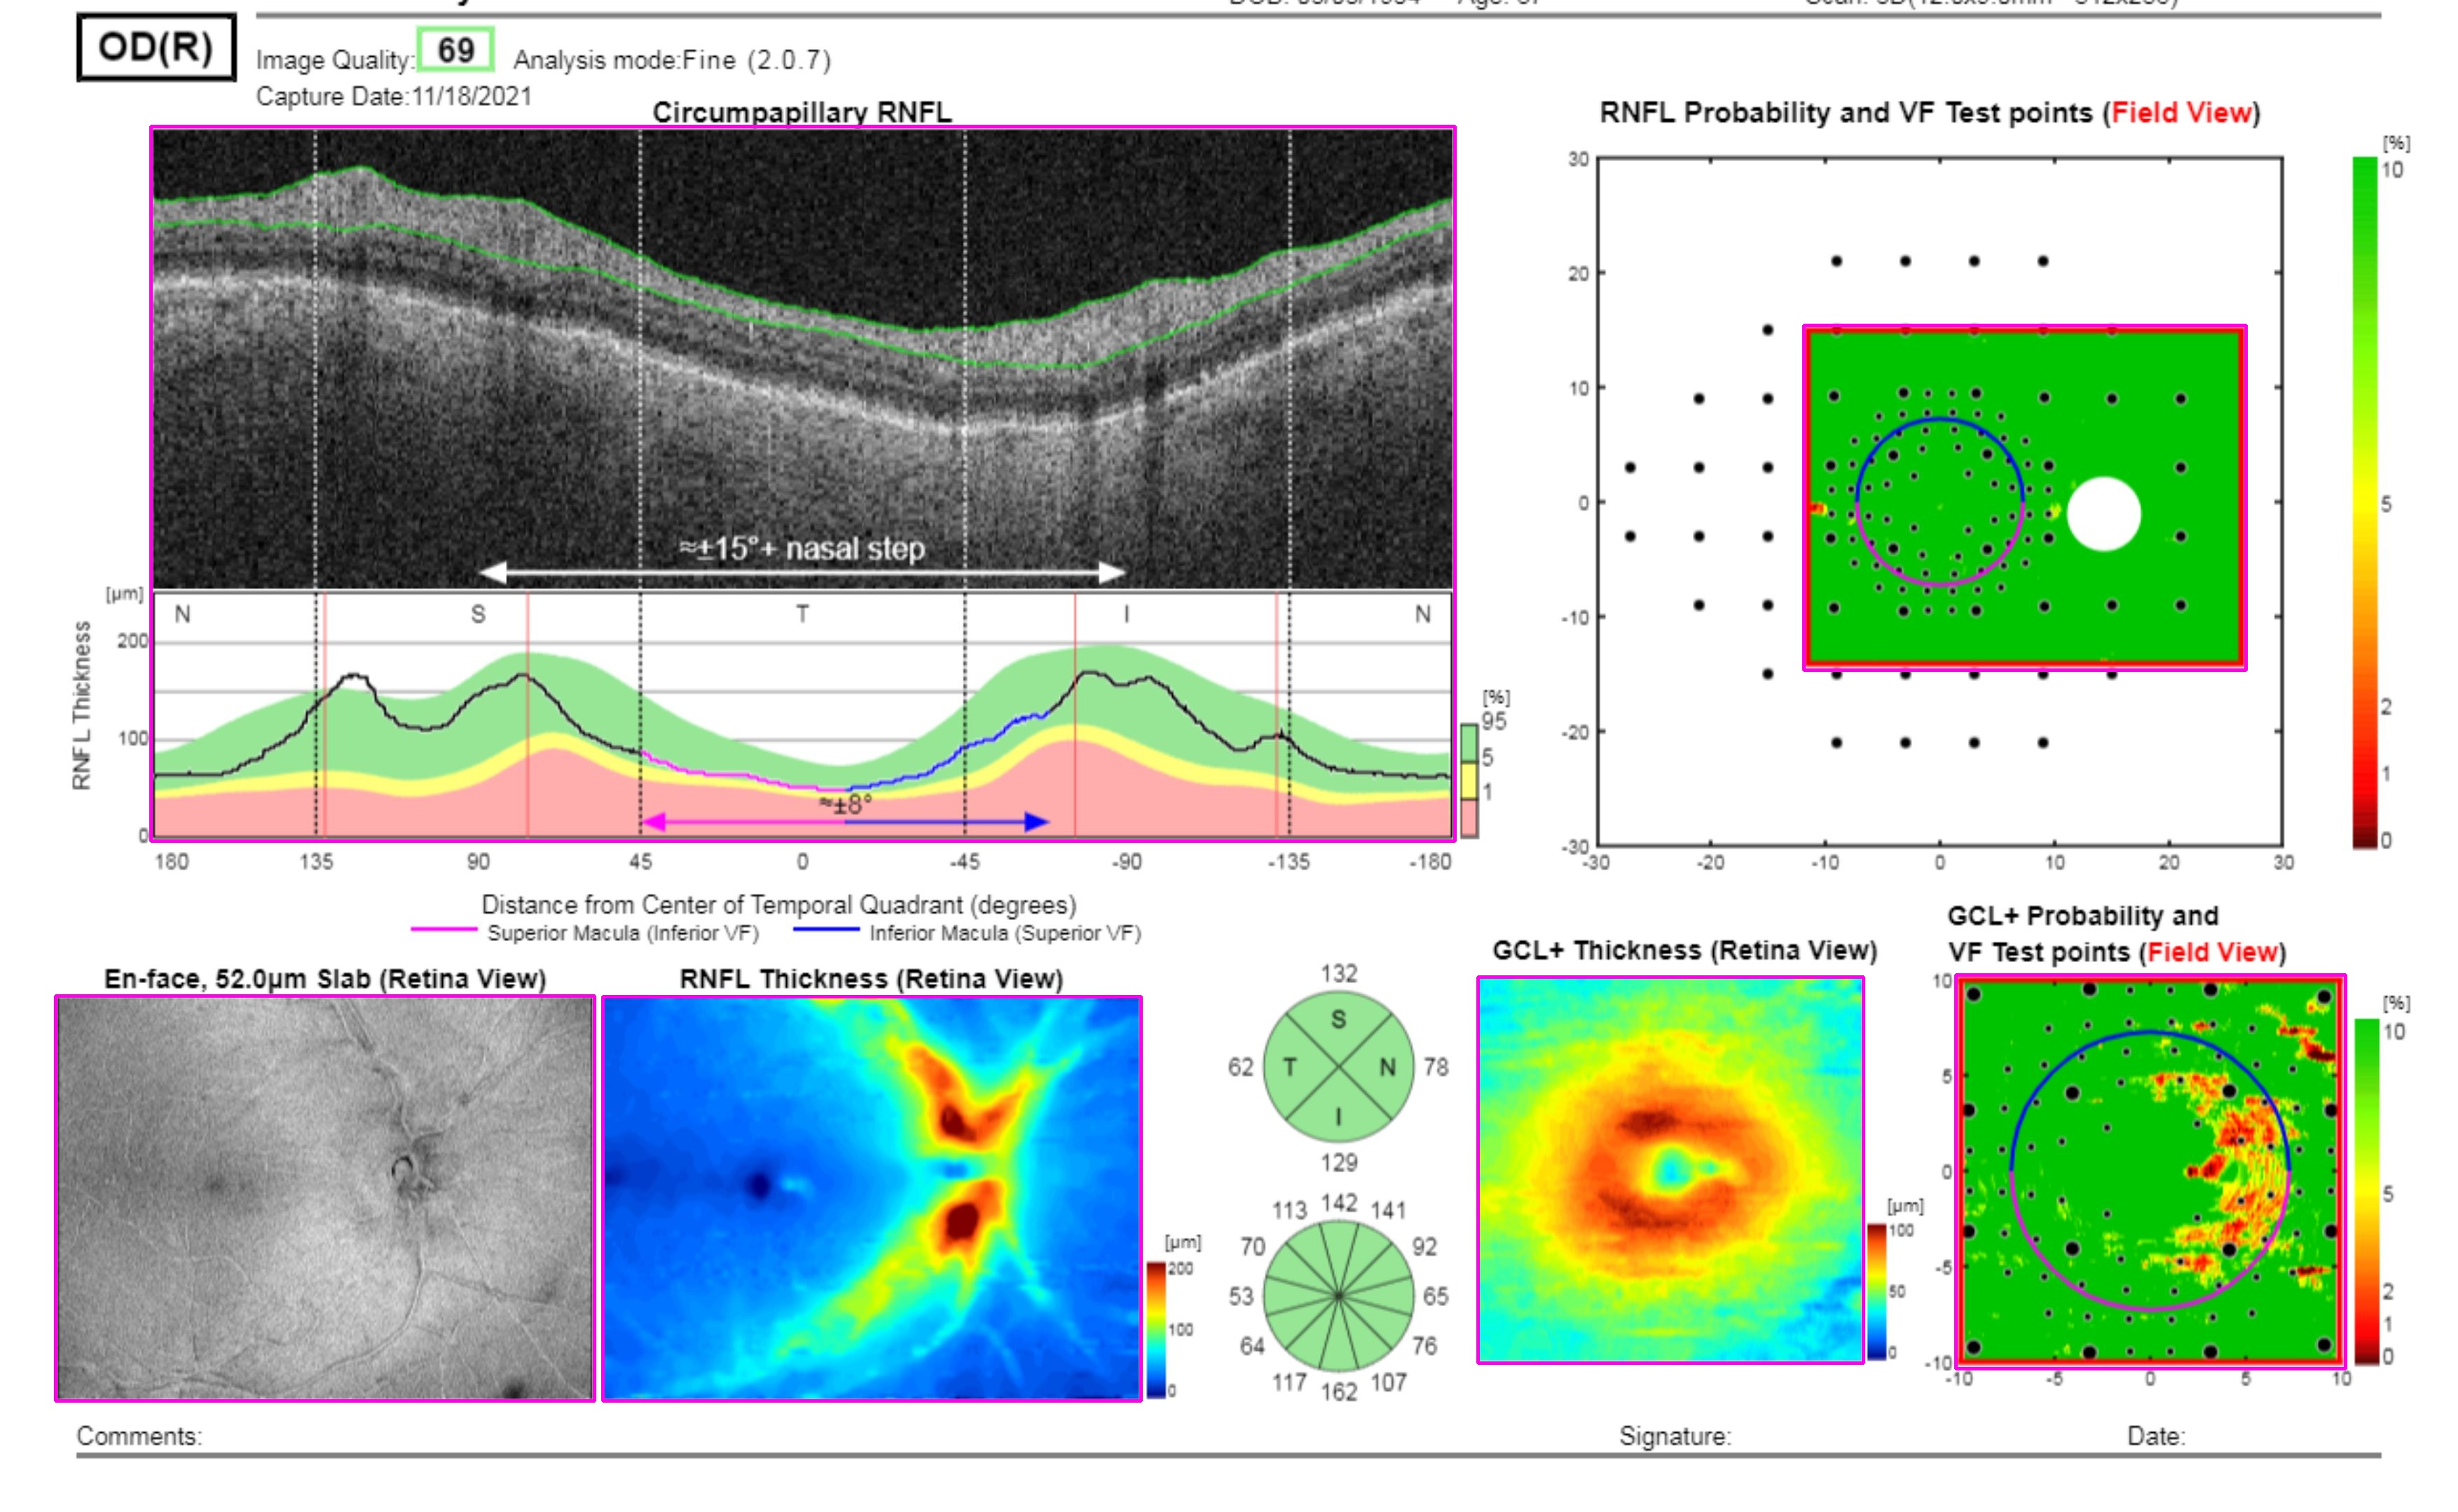 OD(R)
Image Quality: 69 Analysis mode:Fine (2.0.7)
Capture Date:11/18/2021
Circumpapillary RNFL
≈±15°+ nasal step
[µm]
N S T I N
200
100
0
RNFL Thickness
≈±8°
[%]
95
5
1
180 135 90 45 0 -45 -90 -135 -180
Distance from Center of Temporal Quadrant (degrees)
Superior Macula (Inferior VF) Inferior Macula (Superior VF)
RNFL Probability and VF Test points (Field View)
30
20
10
0
-10
-20
-30
-30 -20 -10 0 10 20 30
[%]
10
5
2
1
0
En-face, 52.0µm Slab (Retina View)
RNFL Thickness (Retina View)
[µm]
200
100
0
132
S
62 T N 78
I
129
113 142 141
70 92
53 65
64 76
117 162 107
GCL+ Thickness (Retina View)
[µm]
100
50
0
GCL+ Probability and
VF Test points (Field View)
10
5
0
-5
-10
-10 -5 0 5 10
[%]
10
5
2
1
0
Comments: Signature: Date: